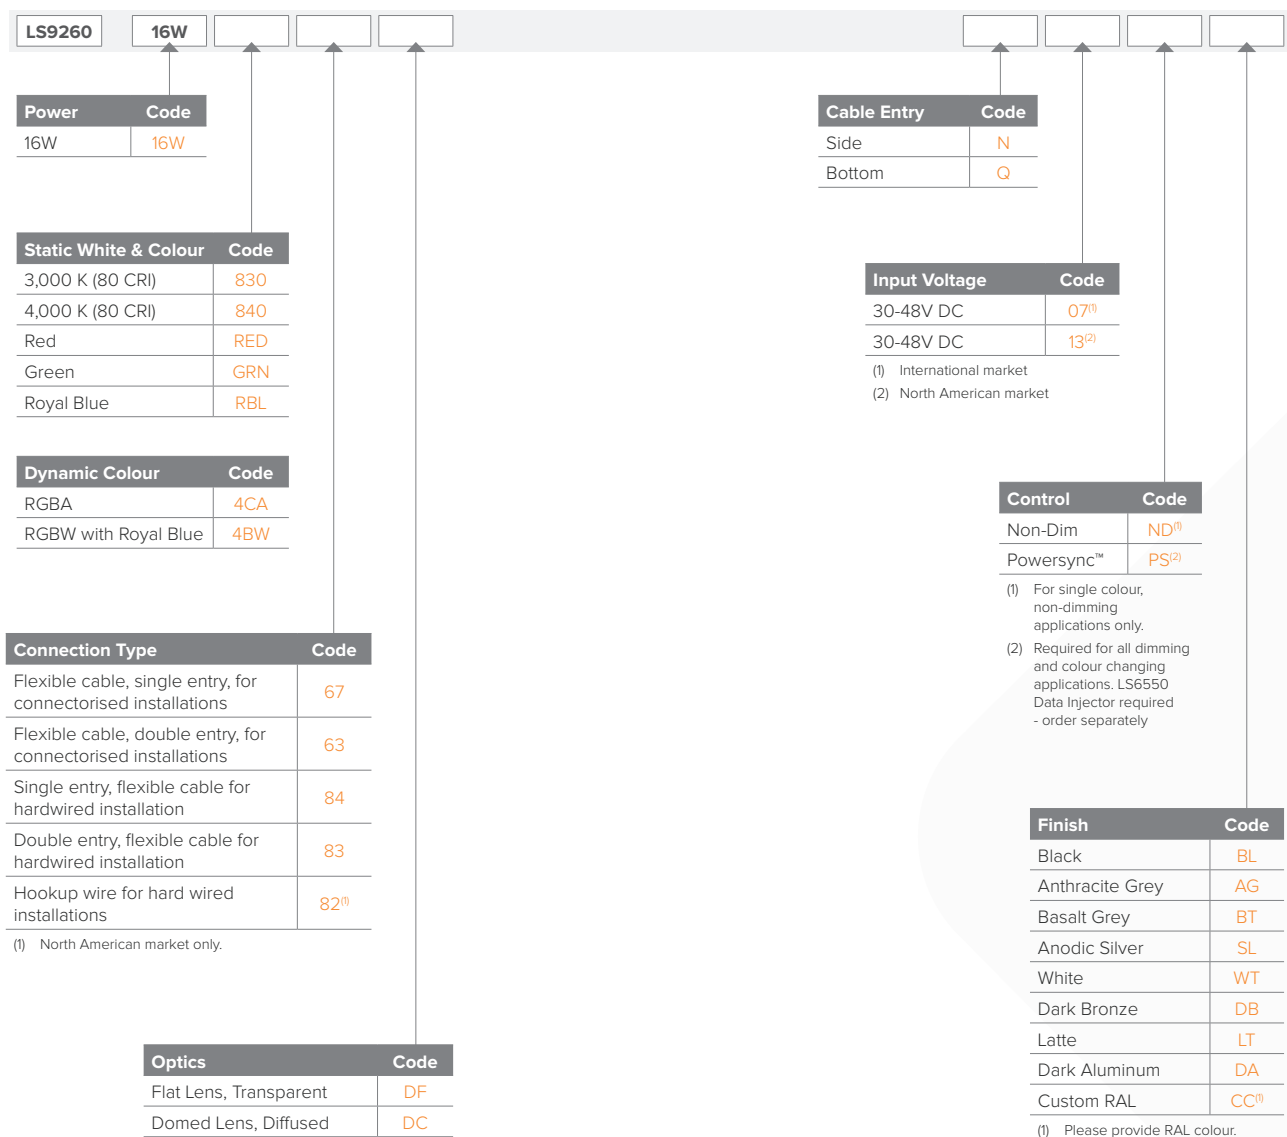 LS9260 16W
Power Code
16W 16W
Static White & Colour Code
3,000 K (80 CRI) 830
4,000 K (80 CRI) 840
Red RED
Green GRN
Royal Blue RBL
Dynamic Colour Code
RGBA 4CA
RGBW with Royal Blue 4BW
Connection Type Code
Flexible cable, single entry, for
connectorised installations 67
Flexible cable, double entry, for
connectorised installations 63
Single entry, flexible cable for
hardwired installation 84
Double entry, flexible cable for
hardwired installation 83
Hookup wire for hard wired
installations 82(1)
(1) North American market only.
Optics Code
Flat Lens, Transparent DF
Domed Lens, Diffused DC
Cable Entry Code
Side N
Bottom Q
Input Voltage Code
30-48V DC 07(1)
30-48V DC 13(2)
(1) International market
(2) North American market
Control Code
Non-Dim ND(1)
Powersync™ PS(2)
(1) For single colour,
non-dimming
applications only.
(2) Required for all dimming
and colour changing
applications. LS6550
Data Injector required
- order separately
Finish Code
Black BL
Anthracite Grey AG
Basalt Grey BT
Anodic Silver SL
White WT
Dark Bronze DB
Latte LT
Dark Aluminum DA
Custom RAL CC(1)
(1) Please provide RAL colour.